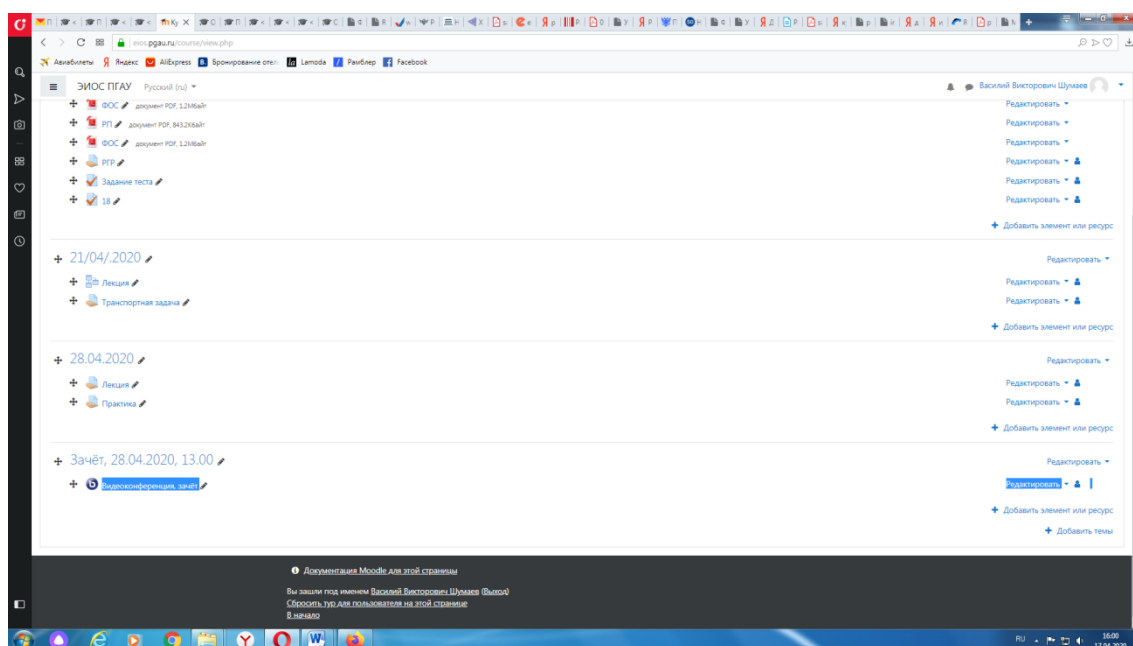 eios.pgau.ru/course/view.php
Авиабилеты Яндекс AliExpress Бронирование отел Lamoda Рамблер Facebook
ЭИОС ПГАУ Русский (ru) Василий Викторович Шумаев
ФОС документ PDF, 1.2Мбайт Редактировать
РП документ PDF, 843.2Кбайт Редактировать
ФОС документ PDF, 1.2Мбайт Редактировать
РГР Редактировать
Задание теста Редактировать
18 Редактировать
Добавить элемент или ресурс
21/04/.2020 Редактировать
Лекция Редактировать
Транспортная задача Редактировать
Добавить элемент или ресурс
28.04.2020 Редактировать
Лекция Редактировать
Практика Редактировать
Добавить элемент или ресурс
Зачёт, 28.04.2020, 13.00 Редактировать
Видеоконференция, зачёт Редактировать
Добавить элемент или ресурс
Добавить темы
Документация Moodle для этой страницы
Вы зашли под именем Василий Викторович Шумаев (Выход)
Сбросить тур для пользователя на этой странице
В начало
RU 16:00
17.04.2020